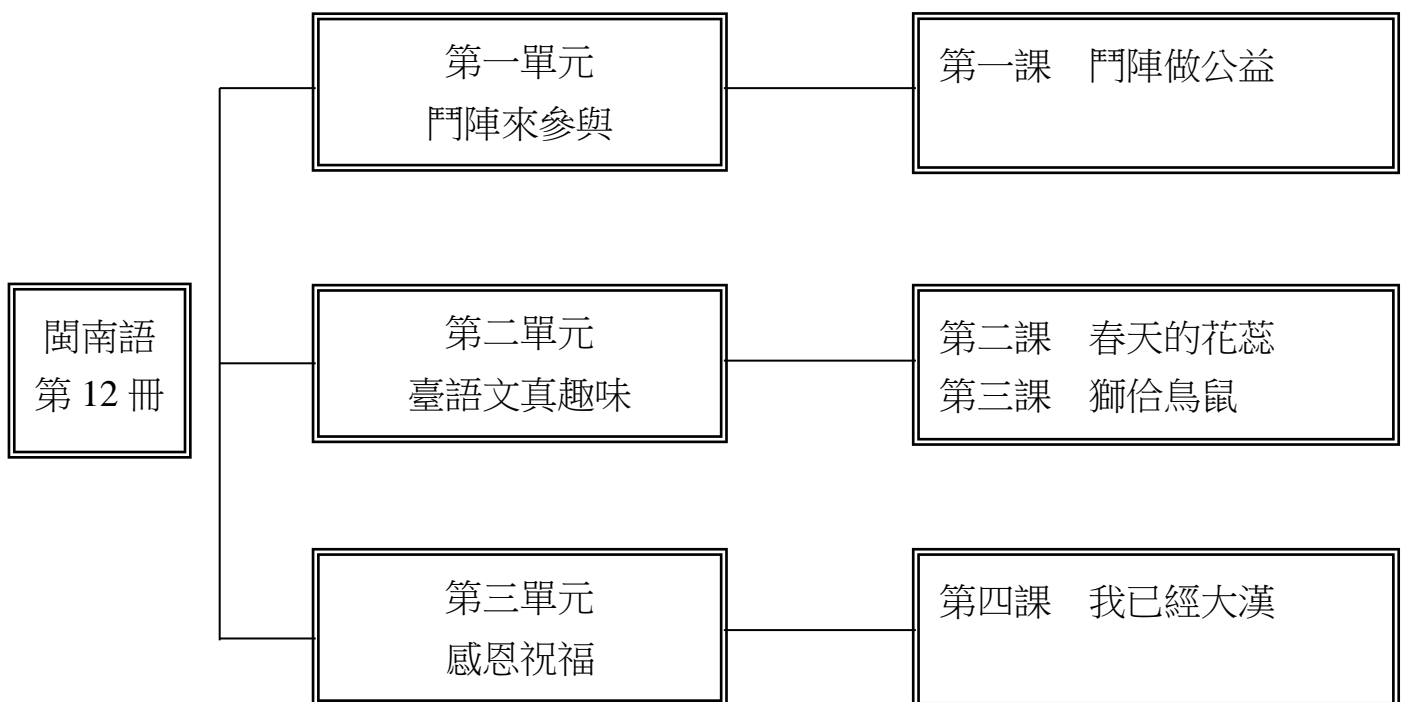 閩南語
第 12 冊
第一單元
鬥陣來參與
第一課　鬥陣做公益
第二單元
臺語文真趣味
第二課　春天的花蕊
第三課　獅佮鳥鼠
第三單元
感恩祝福
第四課　我已經大漢